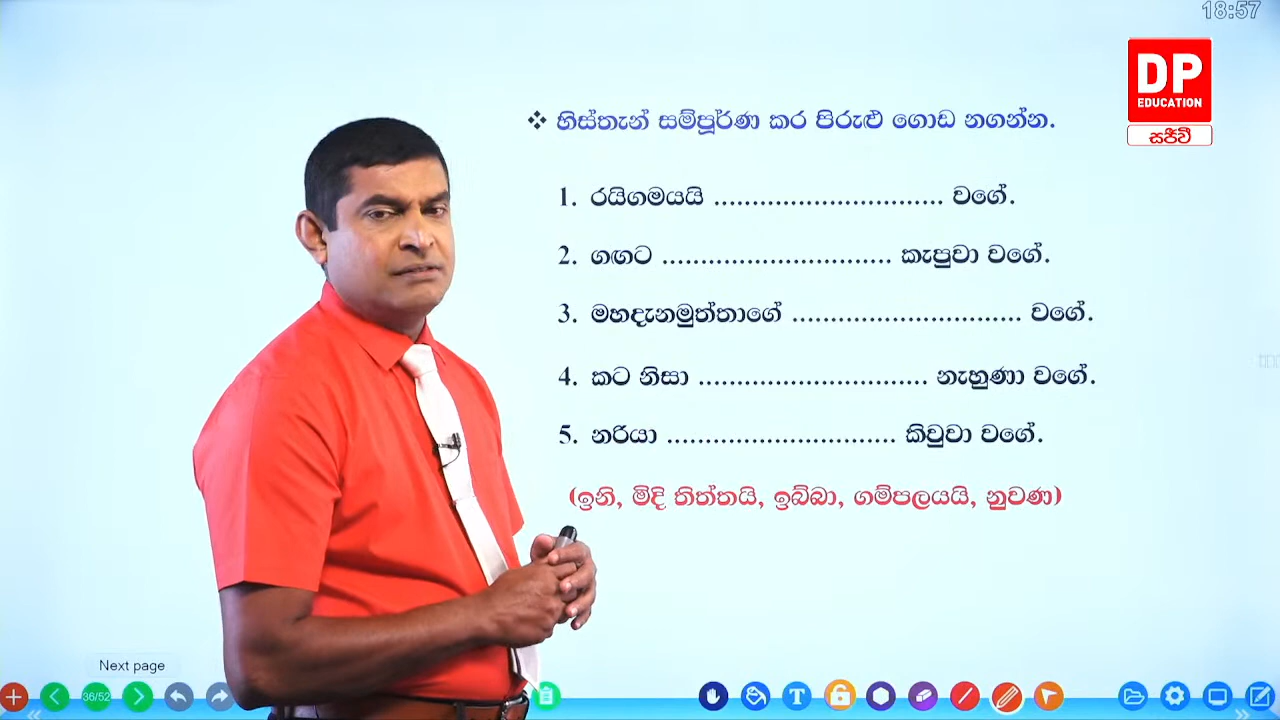 18:57
DP
EDUCATION
සජීවී
❖ හිස්තැන් සම්පූර්ණ කර පිරුළු ගොඩ නගන්න.
1. රයිගමයයි .............................. වගේ.
2. ගඟට .............................. කැපුවා වගේ.
3. මහදැනමුත්තාගේ .............................. වගේ.
4. කට නිසා .............................. නැහුණා වගේ.
5. නරියා .............................. කිවුවා වගේ.
(ඉනි, මිදි තිත්තයි, ඉබ්බා, ගම්පලයයි, නුවණ)
Next page
36/52